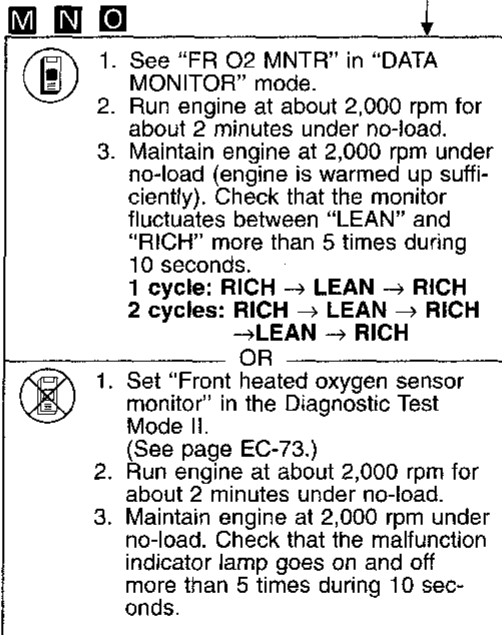 M N O
1. See “FR O2 MNTR” in “DATA
MONITOR” mode.
2. Run engine at about 2,000 rpm for
about 2 minutes under no-load.
3. Maintain engine at 2,000 rpm under
no-load (engine is warmed up suffi-
ciently). Check that the monitor
fluctuates between “LEAN” and
“RICH” more than 5 times during
10 seconds.
1 cycle: RICH → LEAN → RICH
2 cycles: RICH → LEAN → RICH
→LEAN → RICH
OR
1. Set “Front heated oxygen sensor
monitor” in the Diagnostic Test
Mode II.
(See page EC-73.)
2. Run engine at about 2,000 rpm for
about 2 minutes under no-load.
3. Maintain engine at 2,000 rpm under
no-load. Check that the malfunction
indicator lamp goes on and off
more than 5 times during 10 sec-
onds.